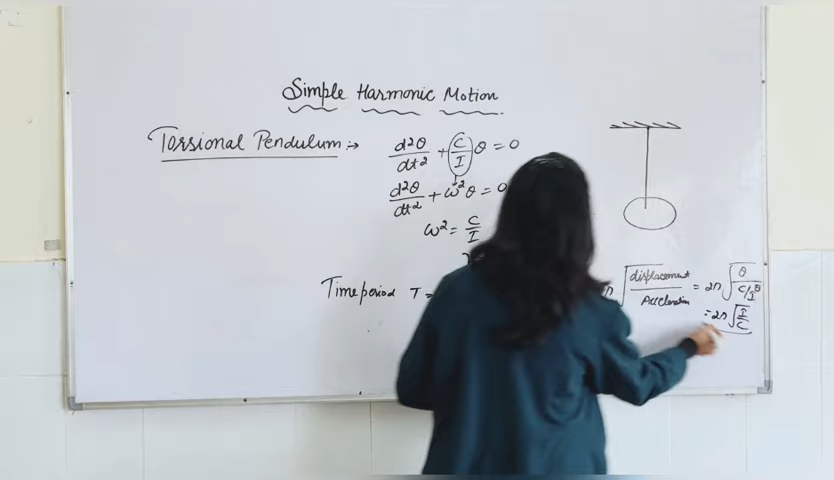 Simple Harmonic Motion
Torsional Pendulum :→
d²θ/dt² + C/I θ = 0
d²θ/dt² + ω²θ = 0
ω² = C/I
Time period T =
√(displacement/Acceleration) = 2π√(θ/(C/I θ))
= 2π√(I/C)